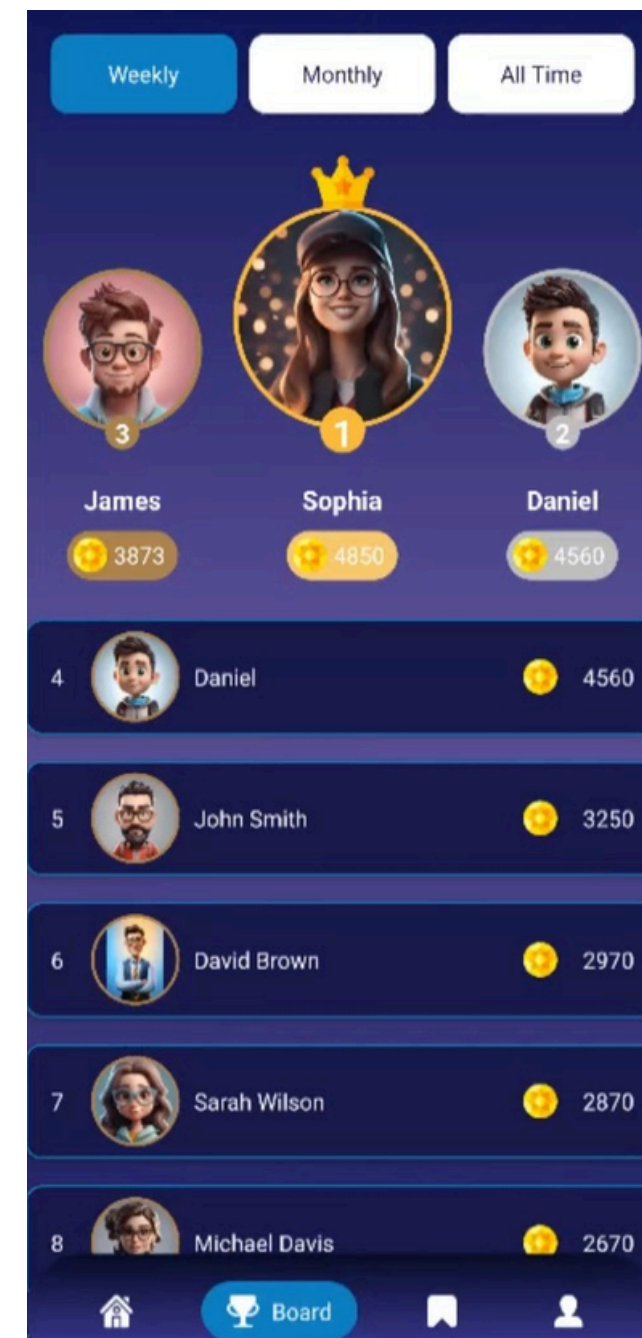 Weekly Monthly All Time
3 1 2
James Sophia Daniel
3873 4850 4560
4 Daniel 4560
5 John Smith 3250
6 David Brown 2970
7 Sarah Wilson 2870
8 Michael Davis 2670
Board